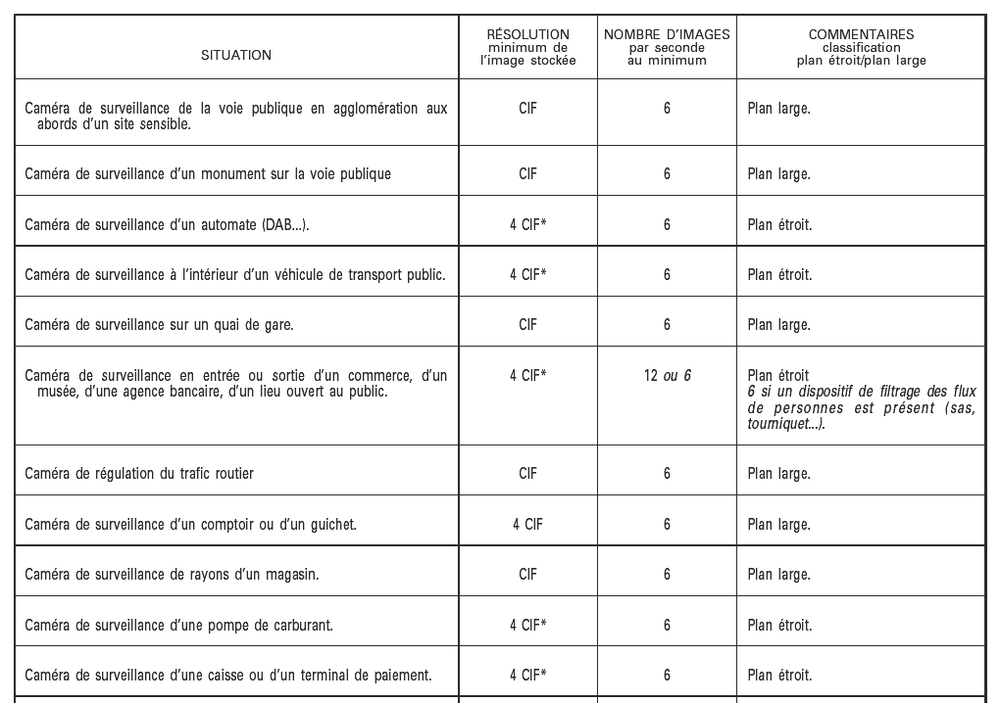 SITUATION
RÉSOLUTION
minimum de
l'image stockée
NOMBRE D'IMAGES
par seconde
au minimum
COMMENTAIRES
classification
plan étroit/plan large
Caméra de surveillance de la voie publique en agglomération aux
abords d'un site sensible.
CIF
6
Plan large.
Caméra de surveillance d'un monument sur la voie publique
CIF
6
Plan large.
Caméra de surveillance d'un automate (DAB...).
4 CIF*
6
Plan étroit.
Caméra de surveillance à l'intérieur d'un véhicule de transport public.
4 CIF*
6
Plan étroit.
Caméra de surveillance sur un quai de gare.
CIF
6
Plan large.
Caméra de surveillance en entrée ou sortie d'un commerce, d'un
musée, d'une agence bancaire, d'un lieu ouvert au public.
4 CIF*
12 ou 6
Plan étroit
6 si un dispositif de filtrage des flux
de personnes est présent (sas,
tourniquet...).
Caméra de régulation du trafic routier
CIF
6
Plan large.
Caméra de surveillance d'un comptoir ou d'un guichet.
4 CIF
6
Plan large.
Caméra de surveillance de rayons d'un magasin.
CIF
6
Plan large.
Caméra de surveillance d'une pompe de carburant.
4 CIF*
6
Plan étroit.
Caméra de surveillance d'une caisse ou d'un terminal de paiement.
4 CIF*
6
Plan étroit.